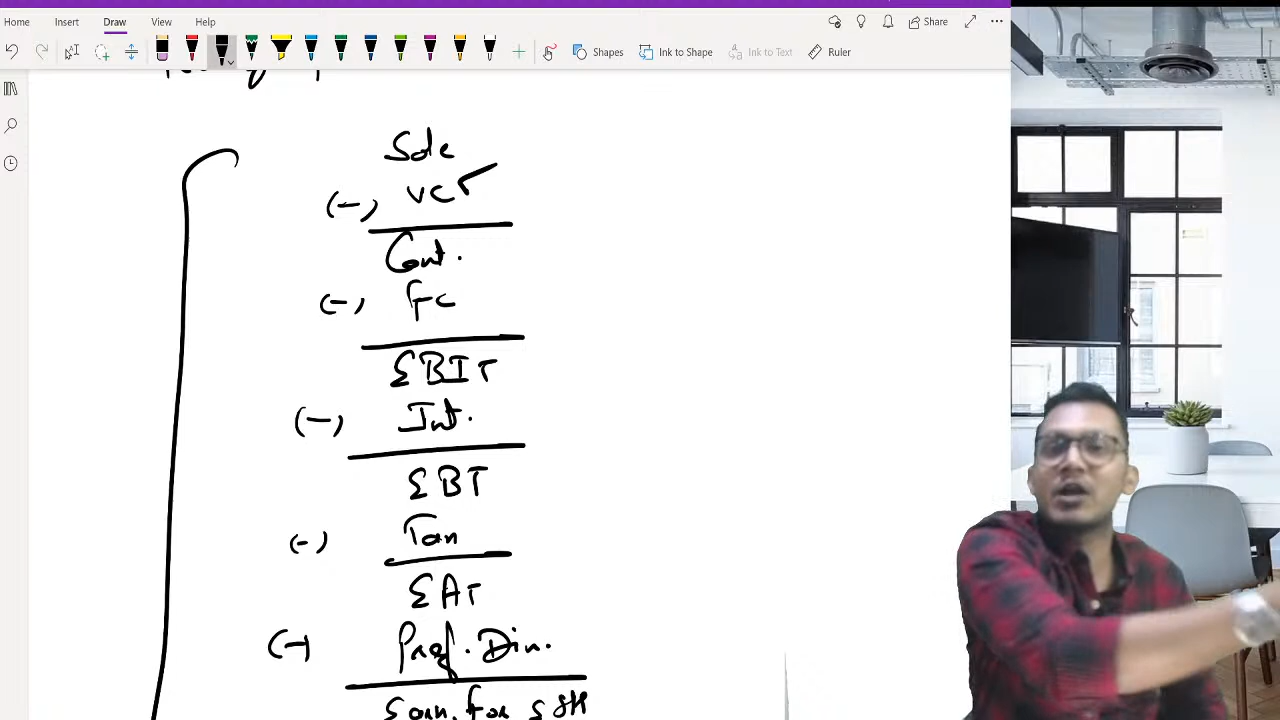 Home Insert Draw View Help Share
Shapes Ink to Shape Ink to Text Ruler
Sale
(-) VC
Cont.
(-) FC
EBIT
(-) Int.
EBT
(-) Tax
EAT
(-) Pref. Div.
Earn. for ESH